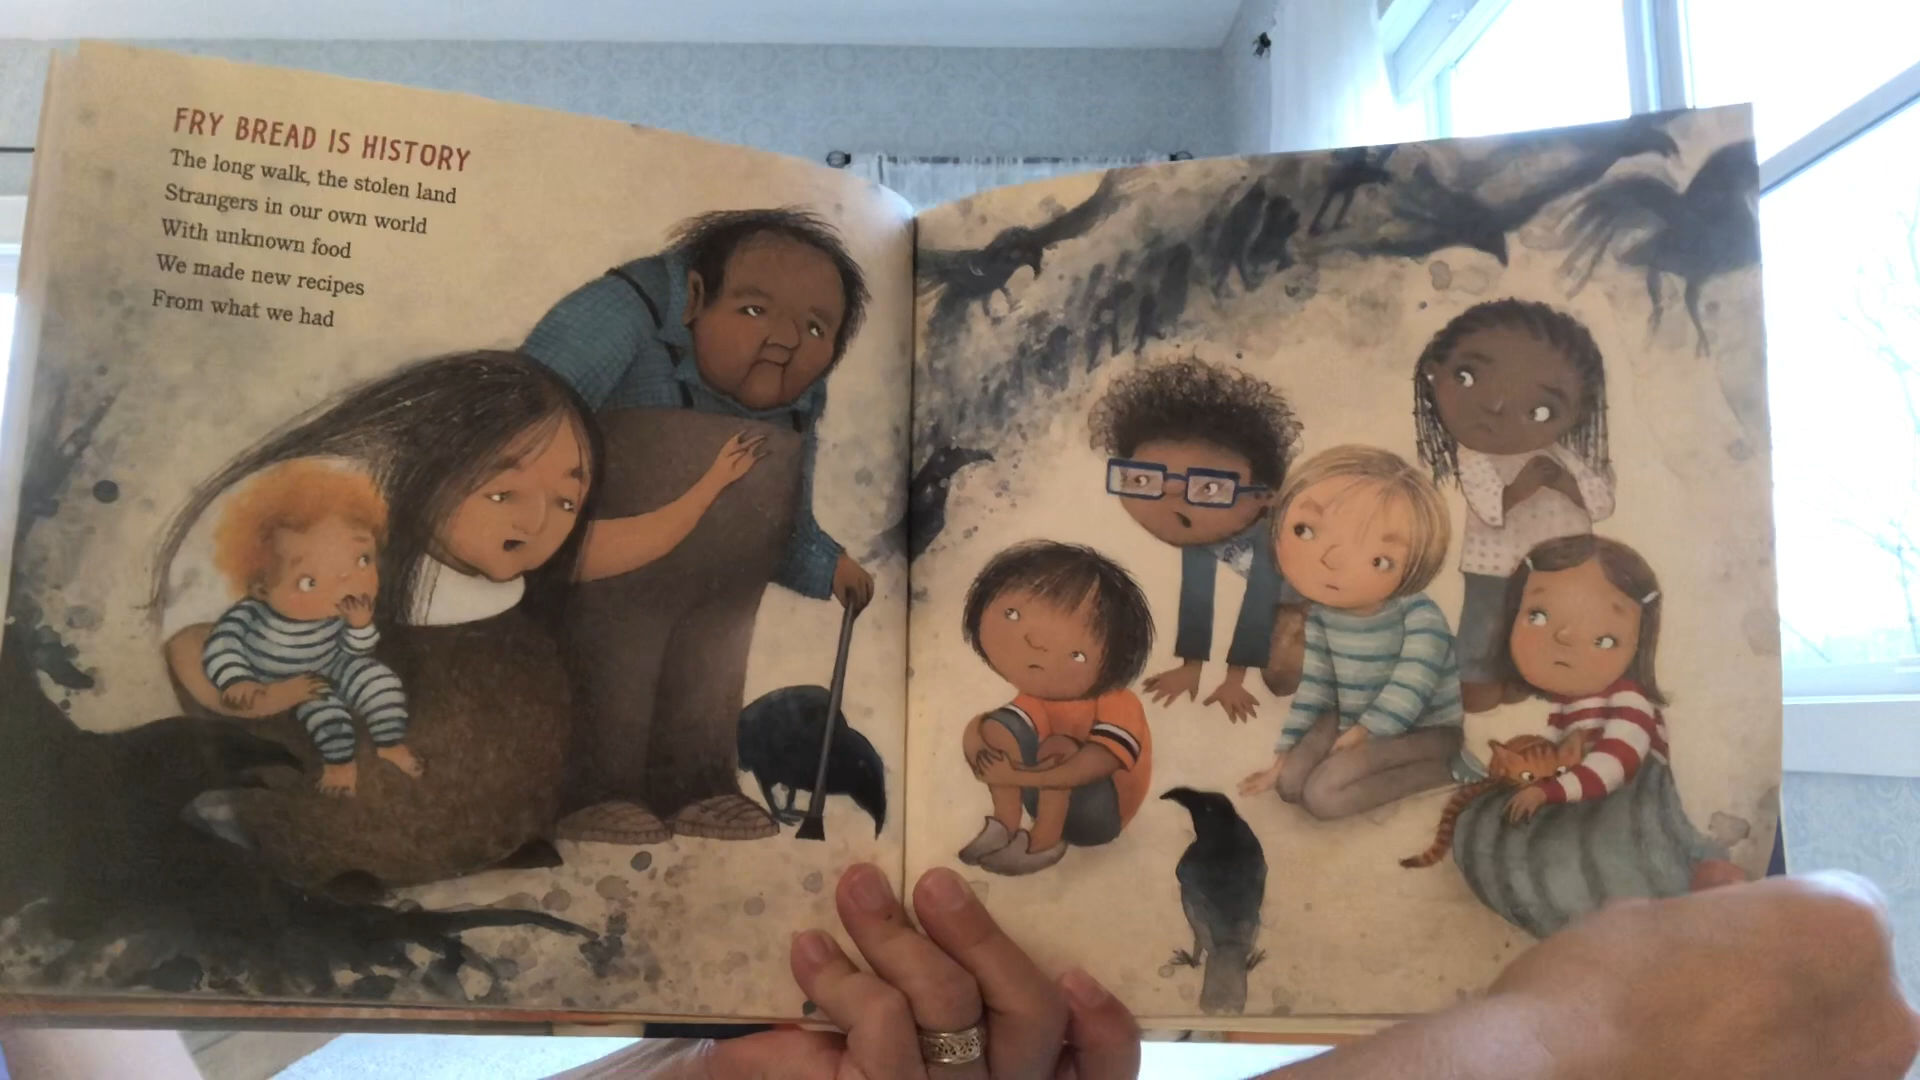 FRY BREAD IS HISTORY
The long walk, the stolen land
Strangers in our own world
With unknown food
We made new recipes
From what we had